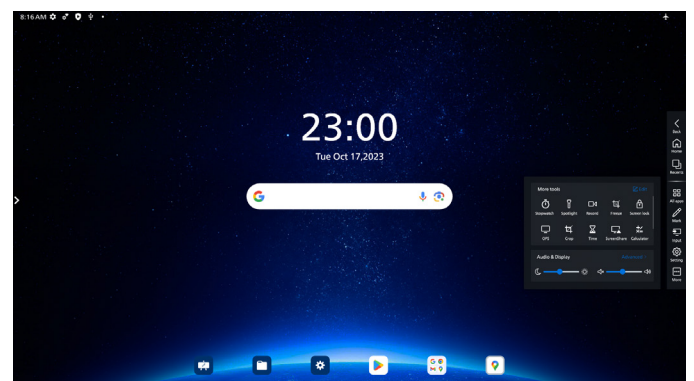 8:16 AM
23:00
Tue Oct 17,2023
Back
Home
Recents
All apps
Mark
Input
Setting
More
More tools
Edit
Stopwatch Spotlight Record Freeze Screen lock
OPS Crop Time ScreenShare Calculator
Audio & Display
Advanced